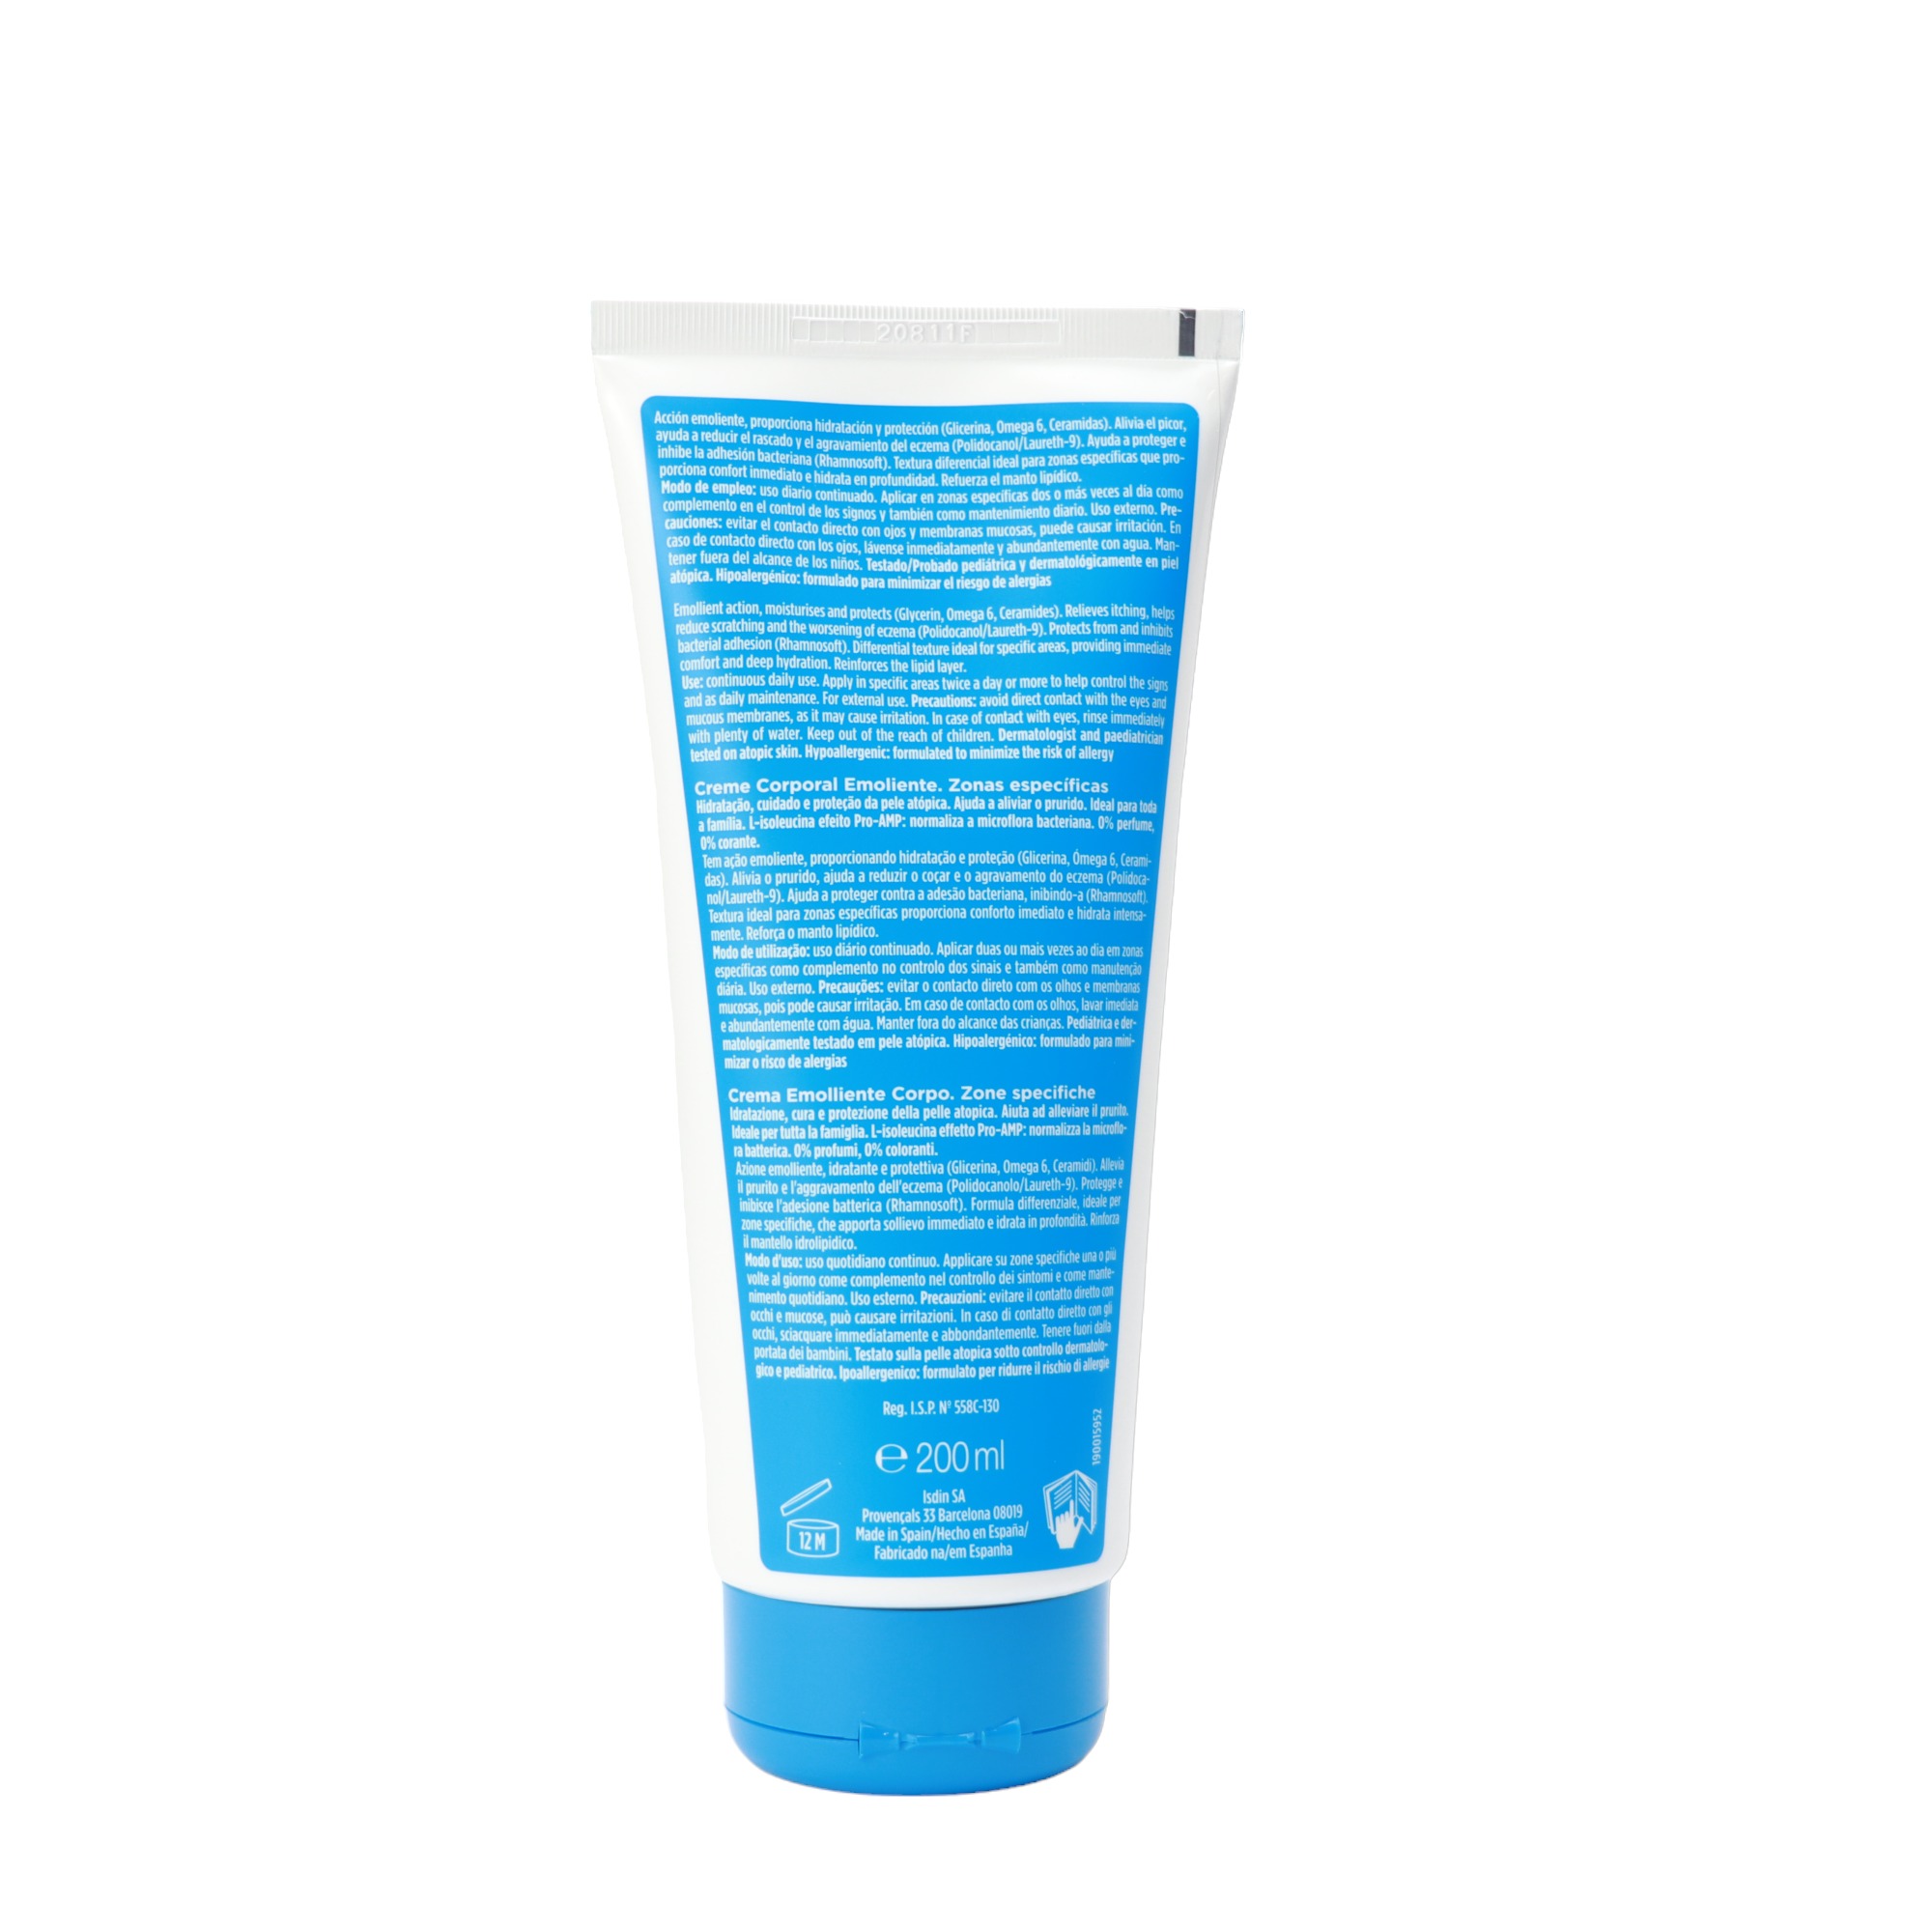 20811F
Acción emoliente, proporciona hidratación y protección (Glicerina, Omega 6, Ceramidas). Alivia el picor,
ayuda a reducir el rascado y el agravamiento del eczema (Polidocanol/Laureth-9). Ayuda a proteger e
inhibe la adhesión bacteriana (Rhamnosoft). Textura diferencial ideal para zonas específicas que pro-
porciona confort inmediato e hidrata en profundidad. Refuerza el manto lipídico.
Modo de empleo: uso diario continuado. Aplicar en zonas específicas dos o más veces al día como
complemento en el control de los signos y también como mantenimiento diario. Uso externo. Pre-
cauciones: evitar el contacto directo con ojos y membranas mucosas, puede causar irritación. En
caso de contacto directo con los ojos, lávense inmediatamente y abundantemente con agua. Man-
tener fuera del alcance de los niños. Testado/Probado pediátrica y dermatológicamente en piel
atópica. Hipoalergénico: formulado para minimizar el riesgo de alergias
Emollient action, moisturises and protects (Glycerin, Omega 6, Ceramides). Relieves itching, helps
reduce scratching and the worsening of eczema (Polidocanol/Laureth-9). Protects from and inhibits
bacterial adhesion (Rhamnosoft). Differential texture ideal for specific areas, providing immediate
comfort and deep hydration. Reinforces the lipid layer.
Use: continuous daily use. Apply in specific areas twice a day or more to help control the signs
and as daily maintenance. For external use. Precautions: avoid direct contact with the eyes and
mucous membranes, as it may cause irritation. In case of contact with eyes, rinse immediately
with plenty of water. Keep out of the reach of children. Dermatologist and paediatrician
tested on atopic skin. Hypoallergenic: formulated to minimize the risk of allergy
Creme Corporal Emoliente. Zonas específicas
Hidratação, cuidado e proteção da pele atópica. Ajuda a aliviar o prurido. Ideal para toda
a família. L-isoleucina efeito Pro-AMP: normaliza a microflora bacteriana. 0% perfume,
0% corante.
Tem ação emoliente, proporcionando hidratação e proteção (Glicerina, Ómega 6, Cerami-
das). Alivia o prurido, ajuda a reduzir o coçar e o agravamento do eczema (Polidoca-
nol/Laureth-9). Ajuda a proteger contra a adesão bacteriana, inibindo-a (Rhamnosoft).
Textura ideal para zonas específicas proporciona conforto imediato e hidrata intensa-
mente. Reforça o manto lipídico.
Modo de utilização: uso diário continuado. Aplicar duas ou mais vezes ao dia em zonas
específicas como complemento no controlo dos sinais e também como manutenção
diária. Uso externo. Precauções: evitar o contacto direto com os olhos e membranas
mucosas, pois pode causar irritação. Em caso de contacto com os olhos, lavar imediata
e abundantemente com água. Manter fora do alcance das crianças. Pediátrica e der-
matologicamente testado em pele atópica. Hipoalergénico: formulado para mini-
mizar o risco de alergias
Crema Emolliente Corpo. Zone specifiche
Idratazione, cura e protezione della pelle atopica. Aiuta ad alleviare il prurito.
Ideale per tutta la famiglia. L-isoleucina effetto Pro-AMP: normalizza la microflo-
ra batterica. 0% profumi, 0% coloranti.
Azione emolliente, idratante e protettiva (Glicerina, Omega 6, Ceramidi). Allevia
il prurito e l'aggravamento dell'eczema (Polidocanolo/Laureth-9). Protegge e
inibisce l'adesione batterica (Rhamnosoft). Formula differenziale, ideale per
zone specifiche, che apporta sollievo immediato e idrata in profondità. Rinforza
il mantello idrolipidico.
Modo d'uso: uso quotidiano continuo. Applicare su zone specifiche una o più
volte al giorno come complemento nel controllo dei sintomi e come mante-
nimento quotidiano. Uso esterno. Precauzioni: evitare il contatto diretto con
occhi e mucose, può causare irritazioni. In caso di contatto diretto con gli
occhi, sciacquare immediatamente e abbondantemente. Tenere fuori dalla
portata dei bambini. Testato sulla pelle atopica sotto controllo dermatolo-
gico e pediatrico. Ipoallergenico: formulato per ridurre il rischio di allergie
Reg. I.S.P. Nº 558C-130
190015952
℮ 200 ml
Isdin SA
Provençals 33 Barcelona 08019
Made in Spain/Hecho en España/
Fabricado na/em Espanha
12 M